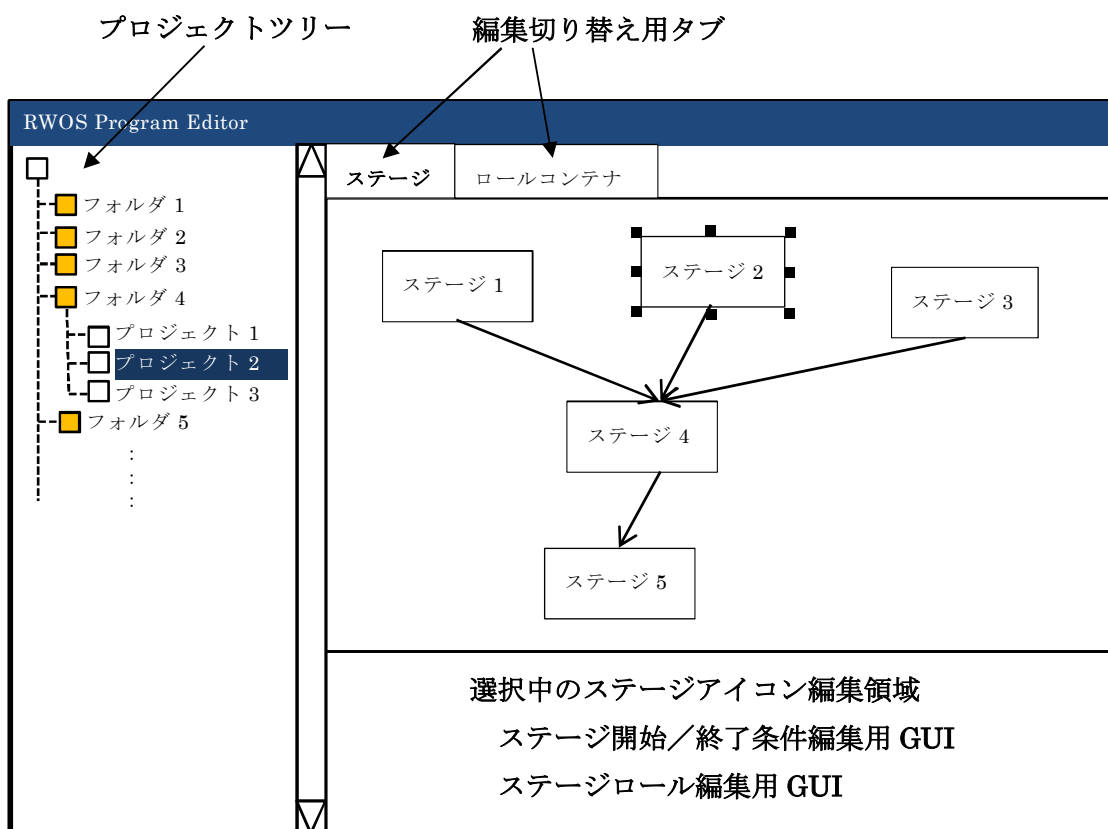 プロジェクトツリー
編集切り替え用タブ
RWOS Program Editor
ステージ
ロールコンテナ
フォルダ 1
フォルダ 2
フォルダ 3
フォルダ 4
プロジェクト 1
プロジェクト 2
プロジェクト 3
フォルダ 5
ステージ 1
ステージ 2
ステージ 3
ステージ 4
ステージ 5
選択中のステージアイコン編集領域
ステージ開始／終了条件編集用 GUI
ステージロール編集用 GUI